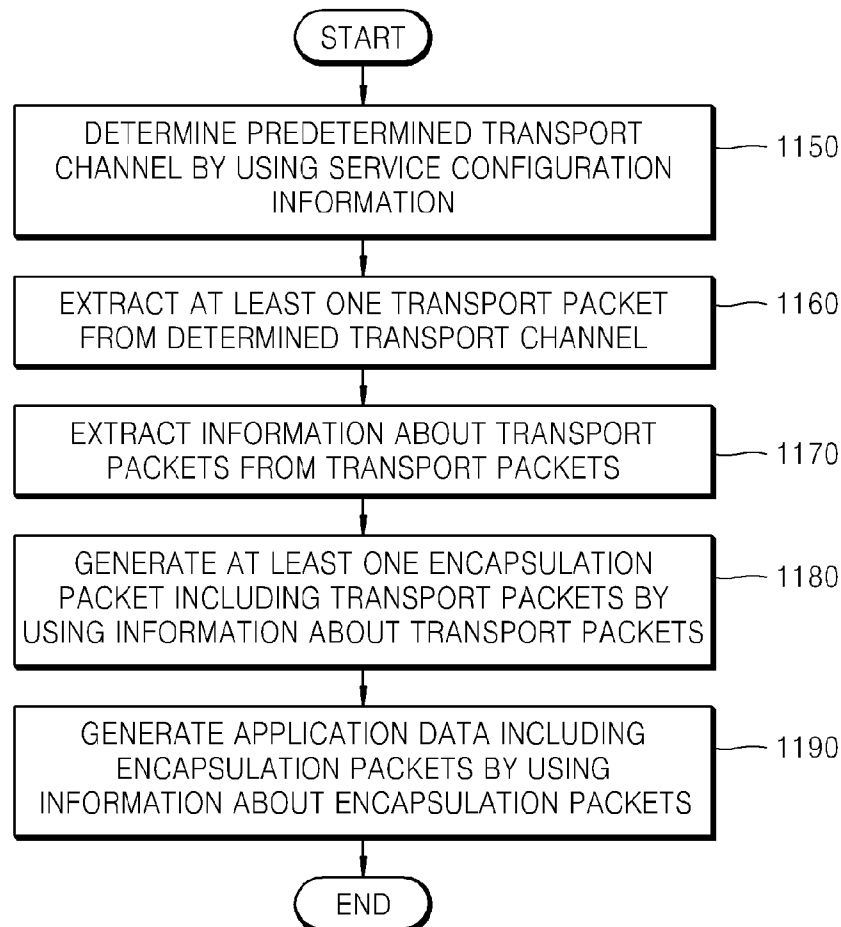 START
DETERMINE PREDETERMINED TRANSPORT
CHANNEL BY USING SERVICE CONFIGURATION
INFORMATION
1150
EXTRACT AT LEAST ONE TRANSPORT PACKET
FROM DETERMINED TRANSPORT CHANNEL
1160
EXTRACT INFORMATION ABOUT TRANSPORT
PACKETS FROM TRANSPORT PACKETS
1170
GENERATE AT LEAST ONE ENCAPSULATION
PACKET INCLUDING TRANSPORT PACKETS BY
USING INFORMATION ABOUT TRANSPORT PACKETS
1180
GENERATE APPLICATION DATA INCLUDING
ENCAPSULATION PACKETS BY USING
INFORMATION ABOUT ENCAPSULATION PACKETS
1190
END